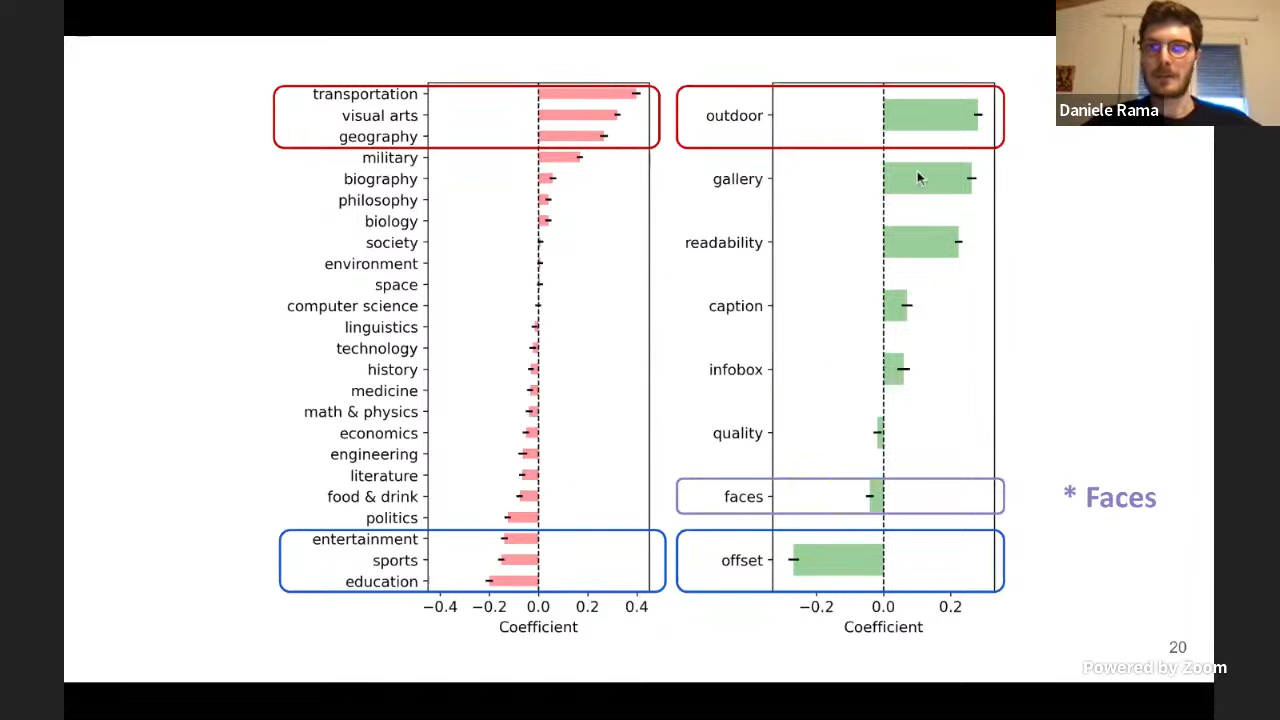 Daniele Rama
transportation
visual arts
geography
military
biography
philosophy
biology
society
environment
space
computer science
linguistics
technology
history
medicine
math & physics
economics
engineering
literature
food & drink
politics
entertainment
sports
education
−0.4 −0.2 0.0 0.2 0.4
Coefficient
outdoor
gallery
readability
caption
infobox
quality
faces
offset
−0.2 0.0 0.2
Coefficient
* Faces
20
Powered by Zoom